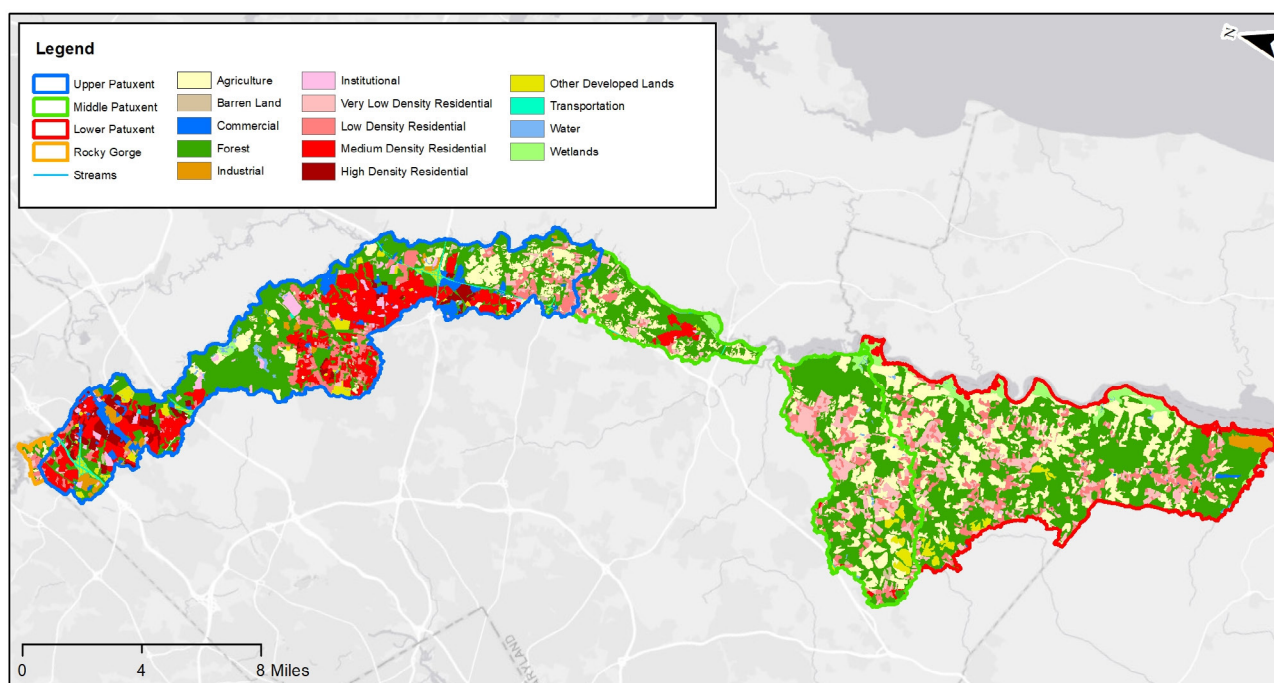 Legend
Upper Patuxent
Middle Patuxent
Lower Patuxent
Rocky Gorge
Streams
Agriculture
Barren Land
Commercial
Forest
Industrial
Institutional
Very Low Density Residential
Low Density Residential
Medium Density Residential
High Density Residential
Other Developed Lands
Transportation
Water
Wetlands
N
0 4 8 Miles